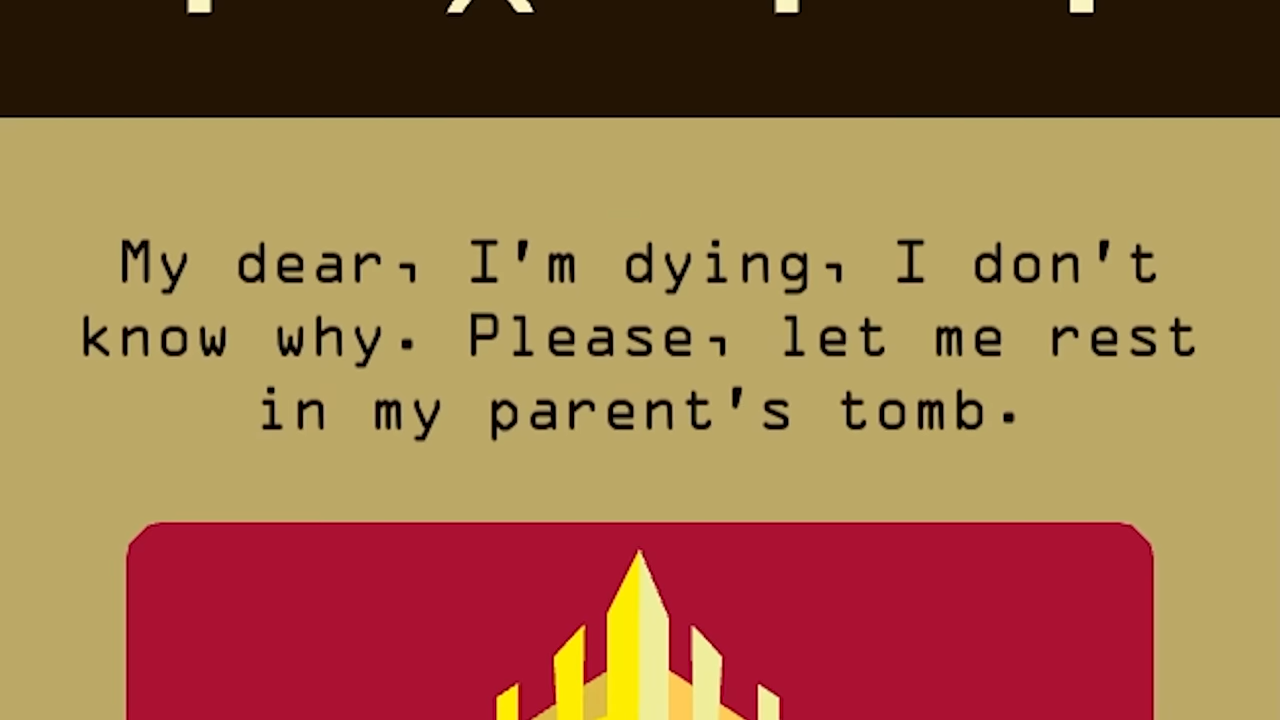 My dear, I'm dying, I don't
know why. Please, let me rest
in my parent's tomb.